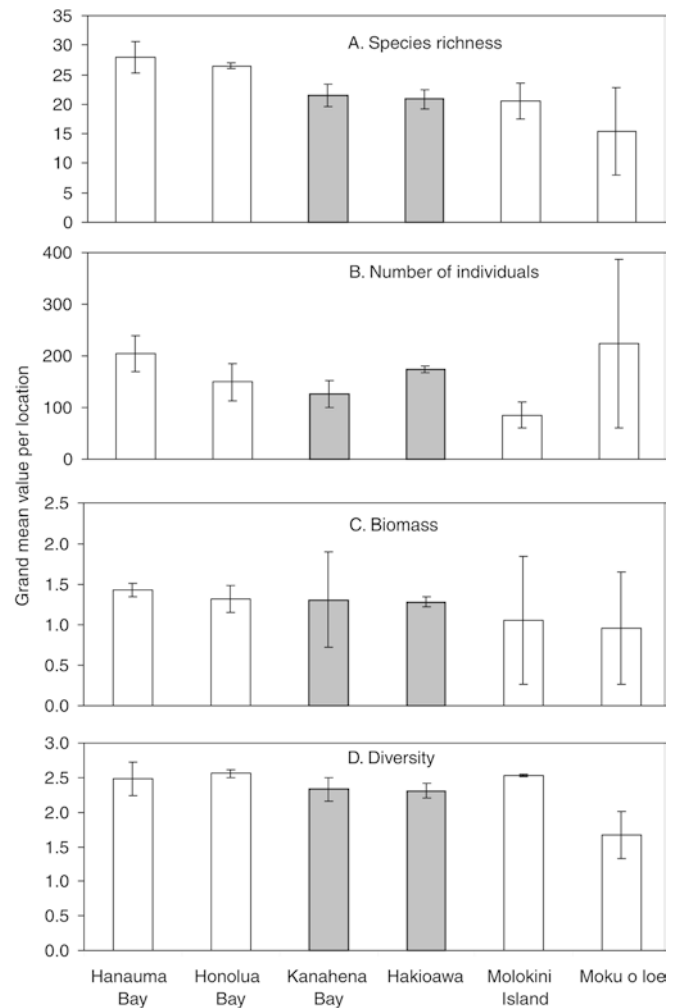 35
30
25
20
15
10
5
0
A. Species richness
400
300
200
100
0
B. Number of individuals
Grand mean value per location
2.5
2.0
1.5
1.0
0.5
0.0
C. Biomass
3.0
2.5
2.0
1.5
1.0
0.5
0.0
D. Diversity
Hanauma Bay
Honolua Bay
Kanahena Bay
Hakioawa
Molokini Island
Moku o loe